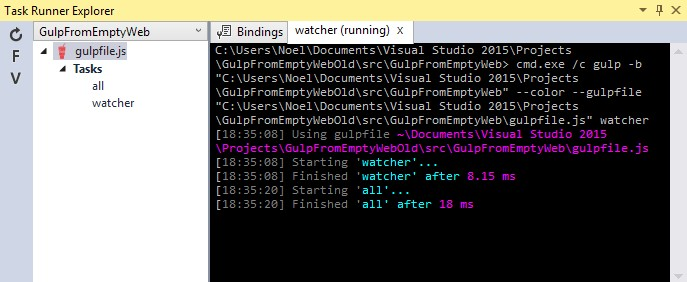 Task Runner Explorer
GulpFromEmptyWeb
gulpfile.js
Tasks
all
watcher
F
V
Bindings watcher (running) X
C:\Users\Noel\Documents\Visual Studio 2015\Projects
\GulpFromEmptyWebOld\src\GulpFromEmptyWeb> cmd.exe /c gulp -b
"C:\Users\Noel\Documents\Visual Studio 2015\Projects
\GulpFromEmptyWebOld\src\GulpFromEmptyWeb" --color --gulpfile
"C:\Users\Noel\Documents\Visual Studio 2015\Projects
\GulpFromEmptyWebOld\src\GulpFromEmptyWeb\gulpfile.js" watcher
[18:35:08] Using gulpfile ~\Documents\Visual Studio 2015
\Projects\GulpFromEmptyWebOld\src\GulpFromEmptyWeb\gulpfile.js
[18:35:08] Starting 'watcher'...
[18:35:08] Finished 'watcher' after 8.15 ms
[18:35:20] Starting 'all'...
[18:35:20] Finished 'all' after 18 ms